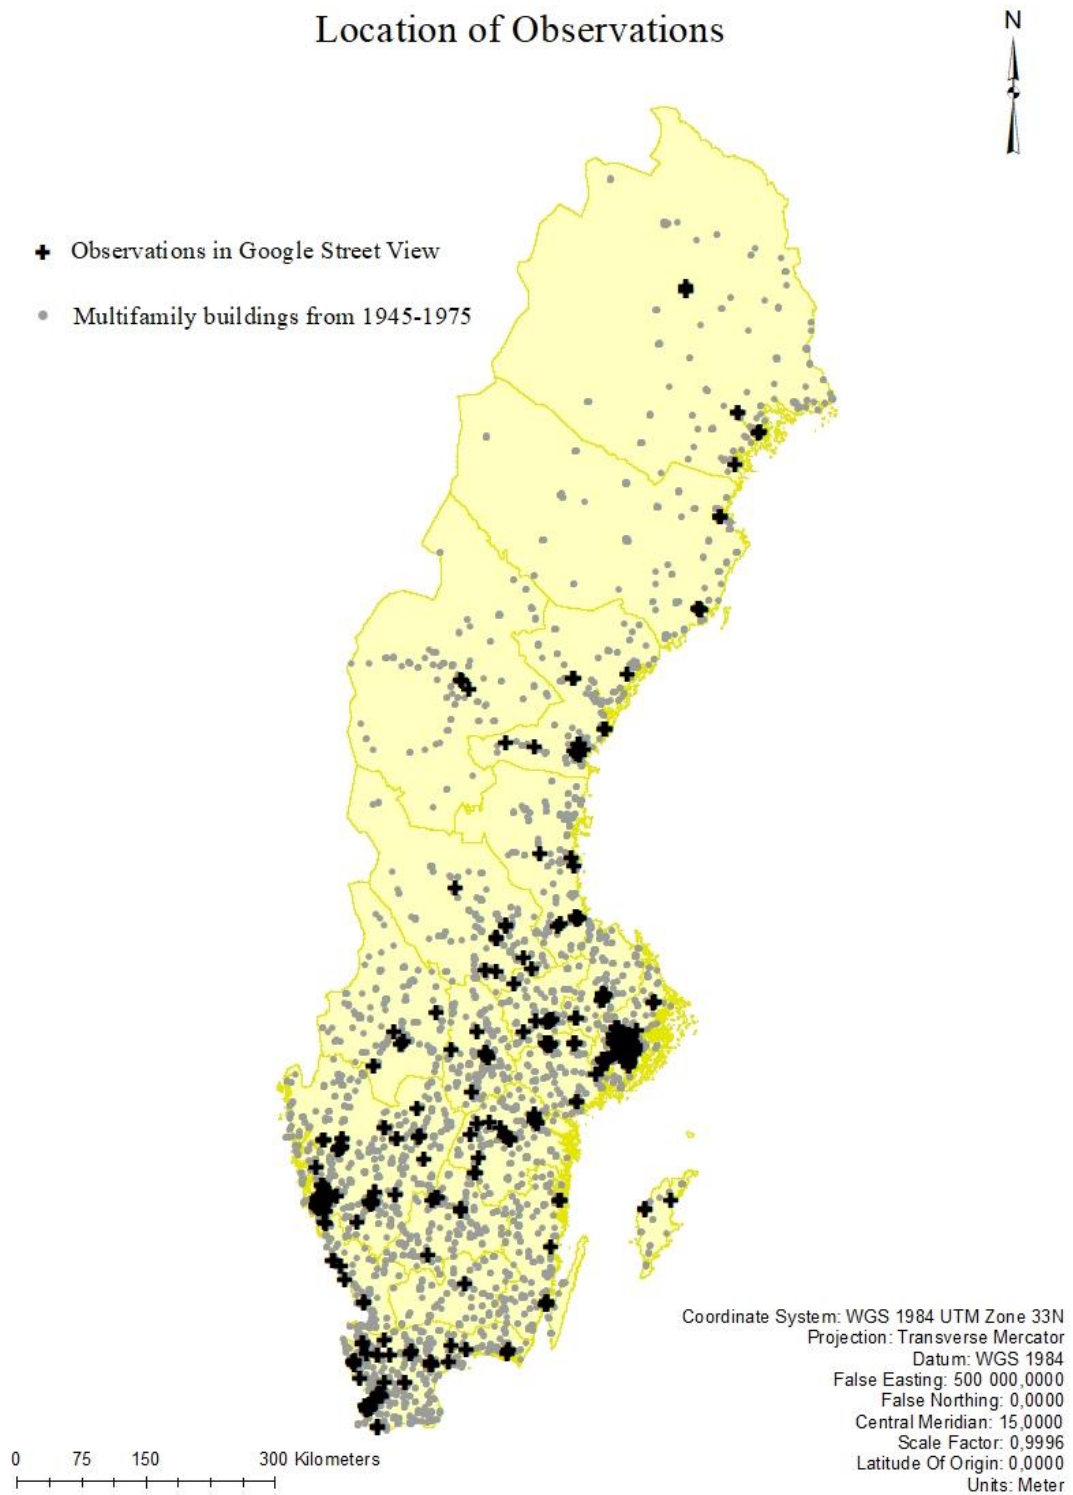 Location of Observations
N
Observations in Google Street View
Multifamily buildings from 1945-1975
Coordinate System: WGS 1984 UTM Zone 33N
Projection: Transverse Mercator
Datum: WGS 1984
False Easting: 500 000,0000
False Northing: 0,0000
Central Meridian: 15,0000
Scale Factor: 0,9996
Latitude Of Origin: 0,0000
Units: Meter
0 75 150 300 Kilometers